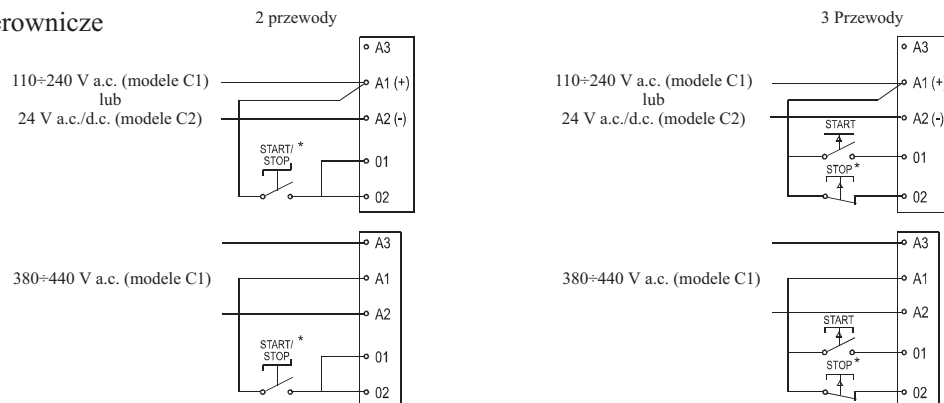 erownicze
2 przewody
A3
110÷240 V a.c. (modele C1)
A1 (+)
lub
24 V a.c./d.c. (modele C2)
A2 (-)
START/ *
STOP
01
02
A3
380÷440 V a.c. (modele C1)
A1
A2
START/ *
STOP
01
02
3 Przewody
A3
110÷240 V a.c. (modele C1)
A1 (+)
lub
24 V a.c./d.c. (modele C2)
A2 (-)
START
01
STOP *
02
A3
380÷440 V a.c. (modele C1)
A1
A2
START
01
STOP *
02